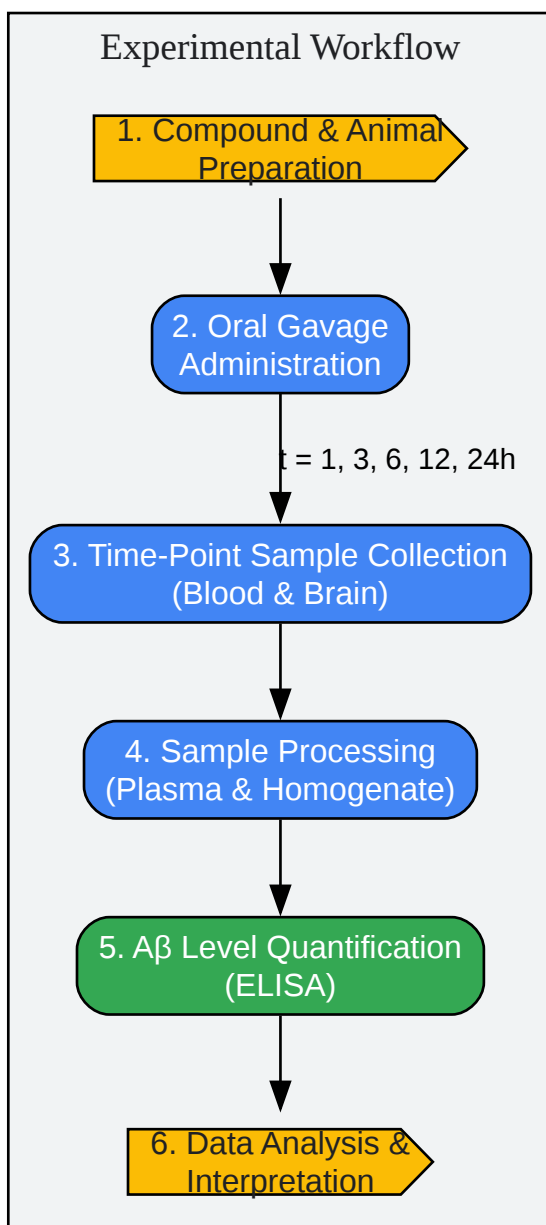 Experimental Workflow
1. Compound & Animal
Preparation
2. Oral Gavage
Administration
t = 1, 3, 6, 12, 24h
3. Time-Point Sample Collection
(Blood & Brain)
4. Sample Processing
(Plasma & Homogenate)
5. Aβ Level Quantification
(ELISA)
6. Data Analysis &
Interpretation